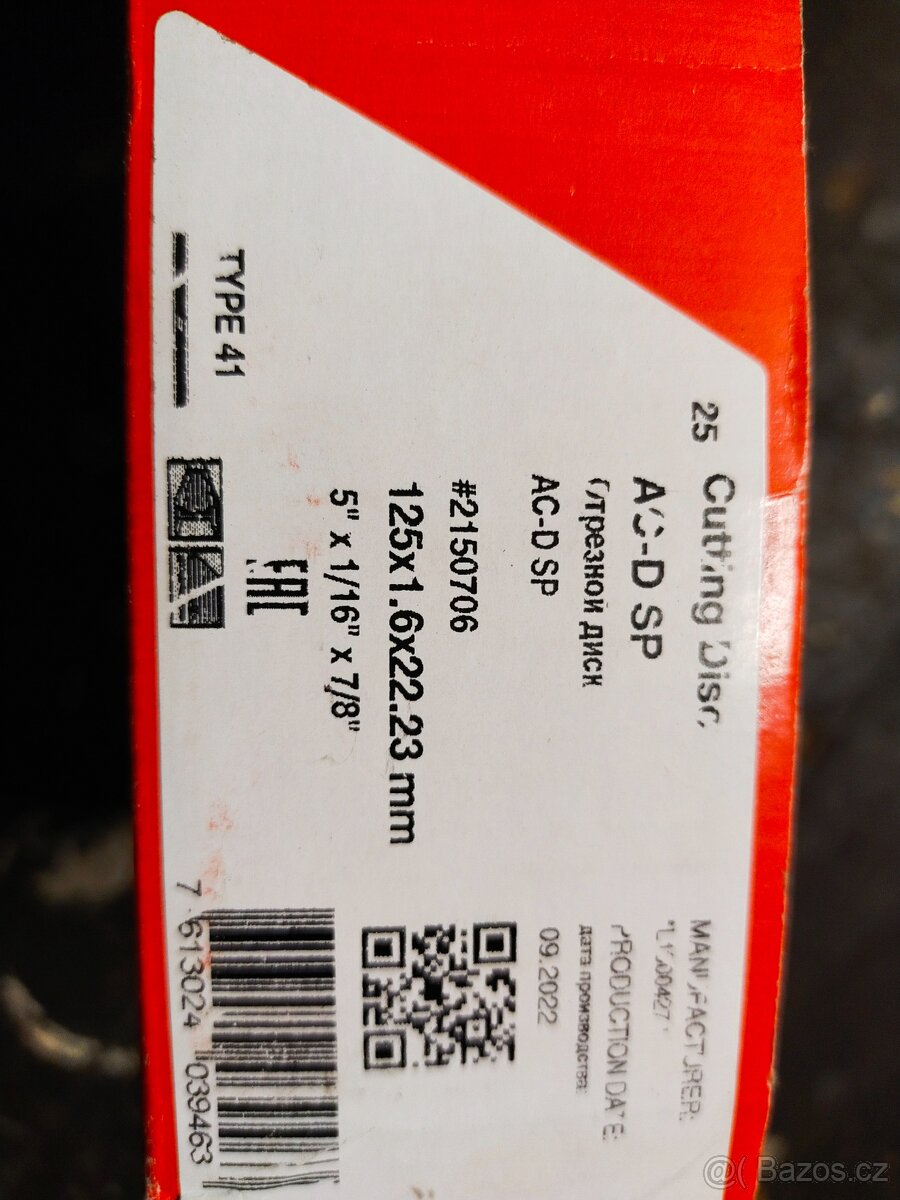 25 Cutting Disc
AC-D SP
Отрезной диск
AC-D SP
#2150706
125x1.6x22.23 mm
5" x 1/16" x 7/8"
EAC
TYPE 41
MANUFACTURER:
PRODUCTION DATE:
дата производства:
09.2022
7 613024 039463
@( Bazos.cz